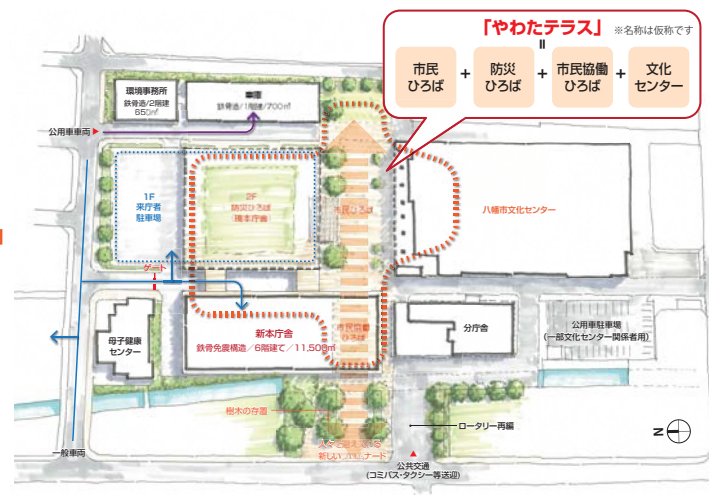 「やわたテラス」 ※名称は仮称です
=
市民
ひろば
+
防災
ひろば
+
市民協働
ひろば
+
文化
センター
環境事務所
鉄骨造/2階建
650㎡
車庫
鉄骨造/1階建/700㎡
公用車車両
1F
来庁者
駐車場
2F
防災ひろば
(現本庁舎)
市民ひろば
八幡市文化センター
ゲート
母子健康
センター
新本庁舎
鉄骨免震構造/6階建て/11,500㎡
市民協働
ひろば
分庁舎
公用車駐車場
(一部文化センター関係者用)
樹木の存置
人々を迎え入れる
新しいプロムナード
ロータリー再編
N
一般車両
公共交通
(コミバス・タクシー等送迎)